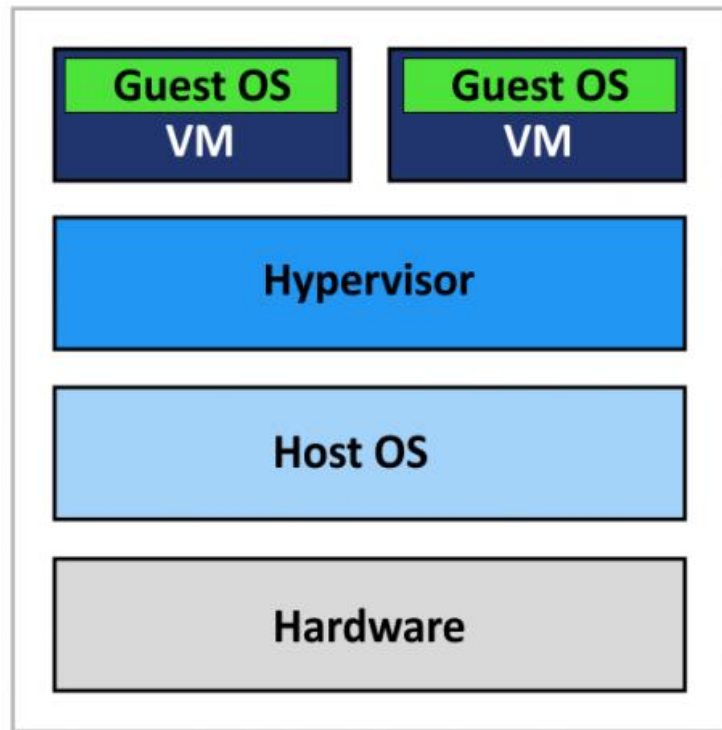 Guest OS
VM
Guest OS
VM
Hypervisor
Host OS
Hardware